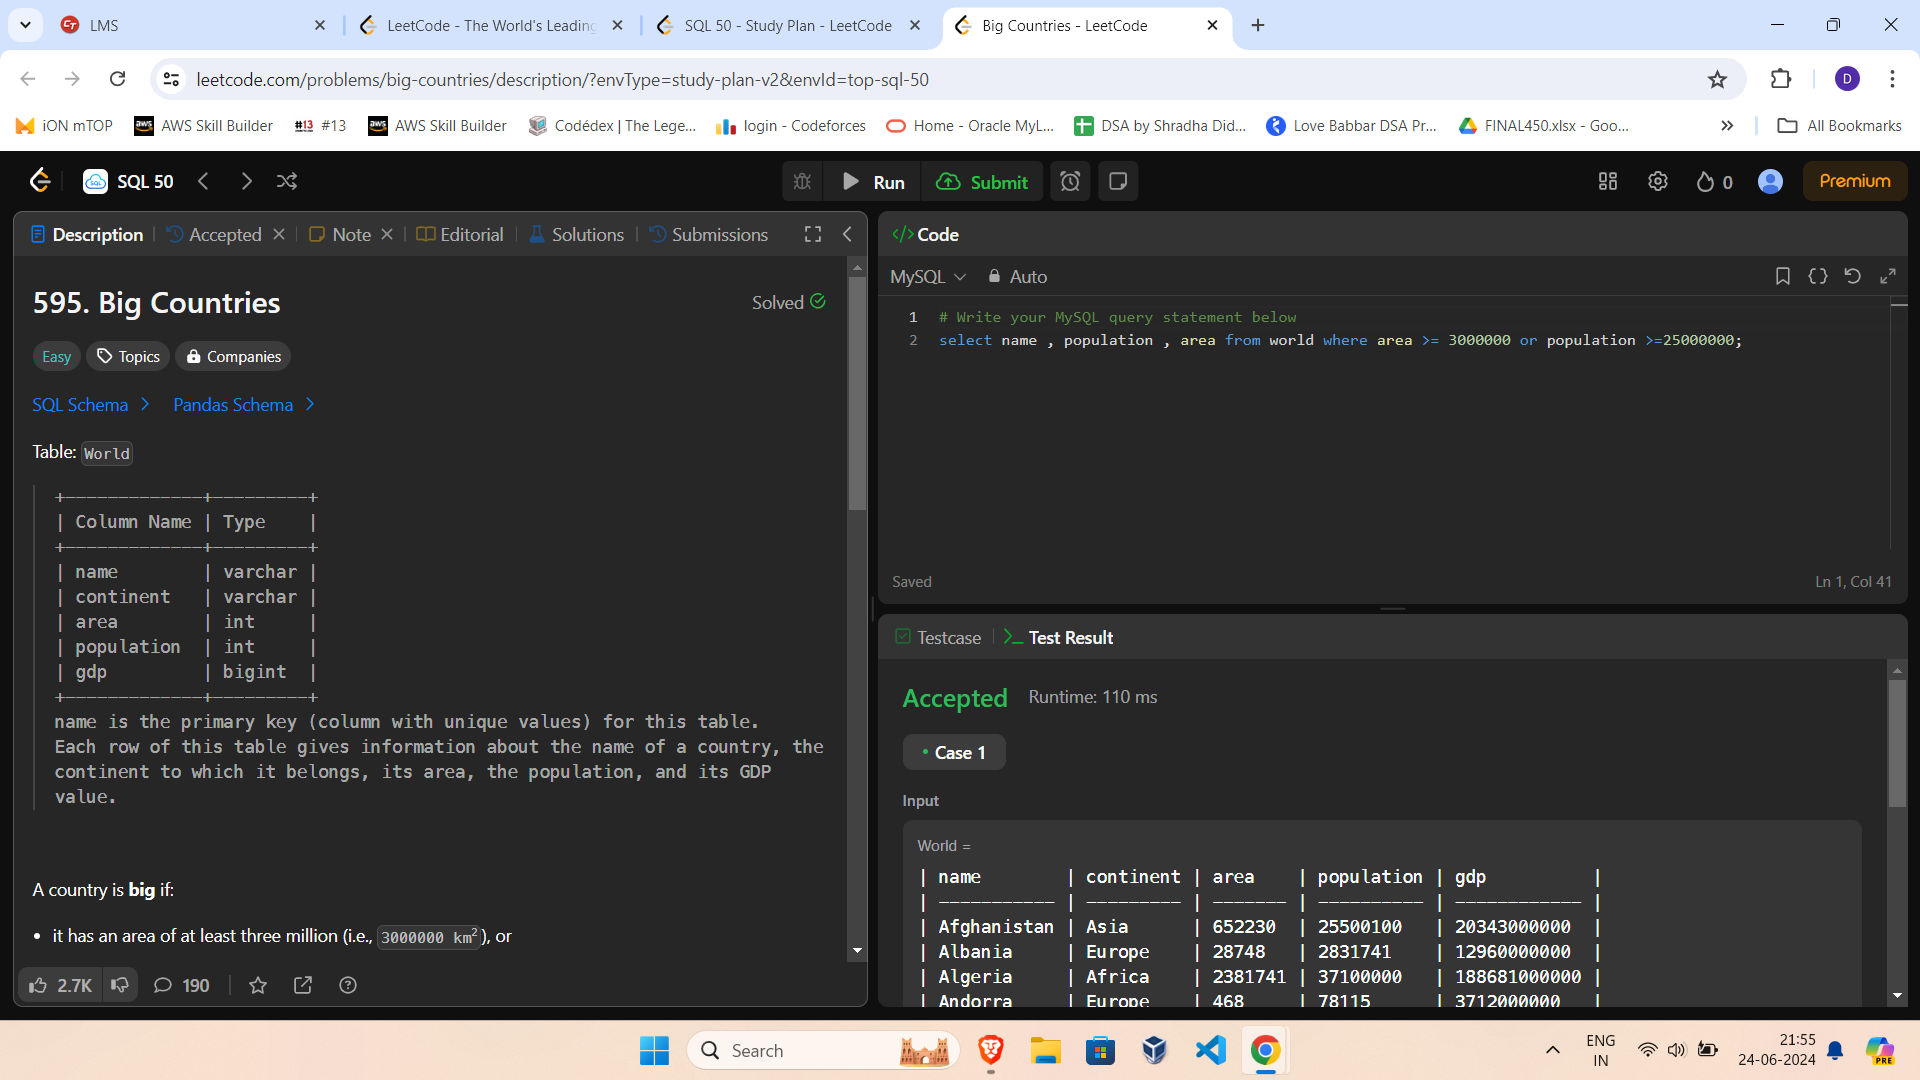 LMS
LeetCode - The World's Leading
SQL 50 - Study Plan - LeetCode
Big Countries - LeetCode
leetcode.com/problems/big-countries/description/?envType=study-plan-v2&envId=top-sql-50
D
iON mTOP
AWS Skill Builder
#13
AWS Skill Builder
Codédex | The Lege...
login - Codeforces
Home - Oracle MyL...
DSA by Shradha Did...
Love Babbar DSA Pr...
FINAL450.xlsx - Goo...
All Bookmarks
SQL 50
Run
Submit
0
Premium
Description
Accepted
Note
Editorial
Solutions
Submissions
595. Big Countries
Solved
Easy
Topics
Companies
SQL Schema
Pandas Schema
Table: World
+-------------+---------+
| Column Name | Type    |
+-------------+---------+
| name        | varchar |
| continent   | varchar |
| area        | int     |
| population  | int     |
| gdp         | bigint  |
+-------------+---------+
name is the primary key (column with unique values) for this table.
Each row of this table gives information about the name of a country, the
continent to which it belongs, its area, the population, and its GDP
value.
A country is big if:
• it has an area of at least three million (i.e., 3000000 km²), or
2.7K
190
</> Code
MySQL
Auto
1 # Write your MySQL query statement below
2 select name , population , area from world where area >= 3000000 or population >=25000000;
Saved
Ln 1, Col 41
Testcase
>_ Test Result
Accepted
Runtime: 110 ms
• Case 1
Input
World =
| name        | continent | area    | population | gdp          |
| ----------- | --------- | ------- | ---------- | ------------ |
| Afghanistan | Asia      | 652230  | 25500100   | 20343000000  |
| Albania     | Europe    | 28748   | 2831741    | 12960000000  |
| Algeria     | Africa    | 2381741 | 37100000   | 188681000000 |
| Andorra     | Europe    | 468     | 78115      | 3712000000   |
Search
ENG
IN
21:55
24-06-2024
PRE